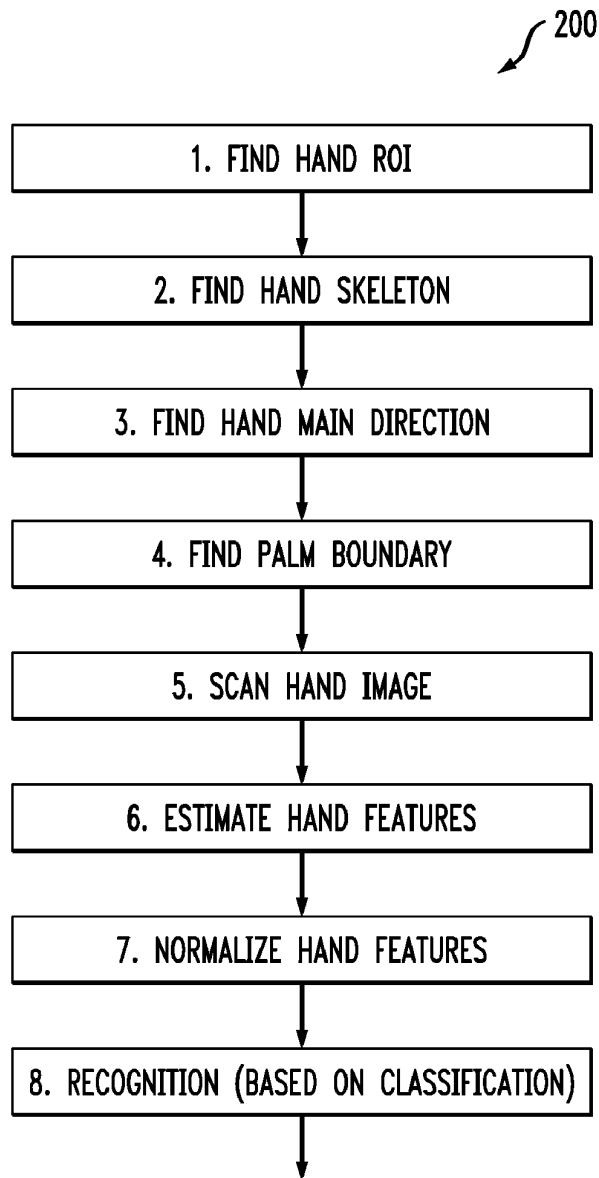 200
1. FIND HAND ROI
2. FIND HAND SKELETON
3. FIND HAND MAIN DIRECTION
4. FIND PALM BOUNDARY
5. SCAN HAND IMAGE
6. ESTIMATE HAND FEATURES
7. NORMALIZE HAND FEATURES
8. RECOGNITION (BASED ON CLASSIFICATION)